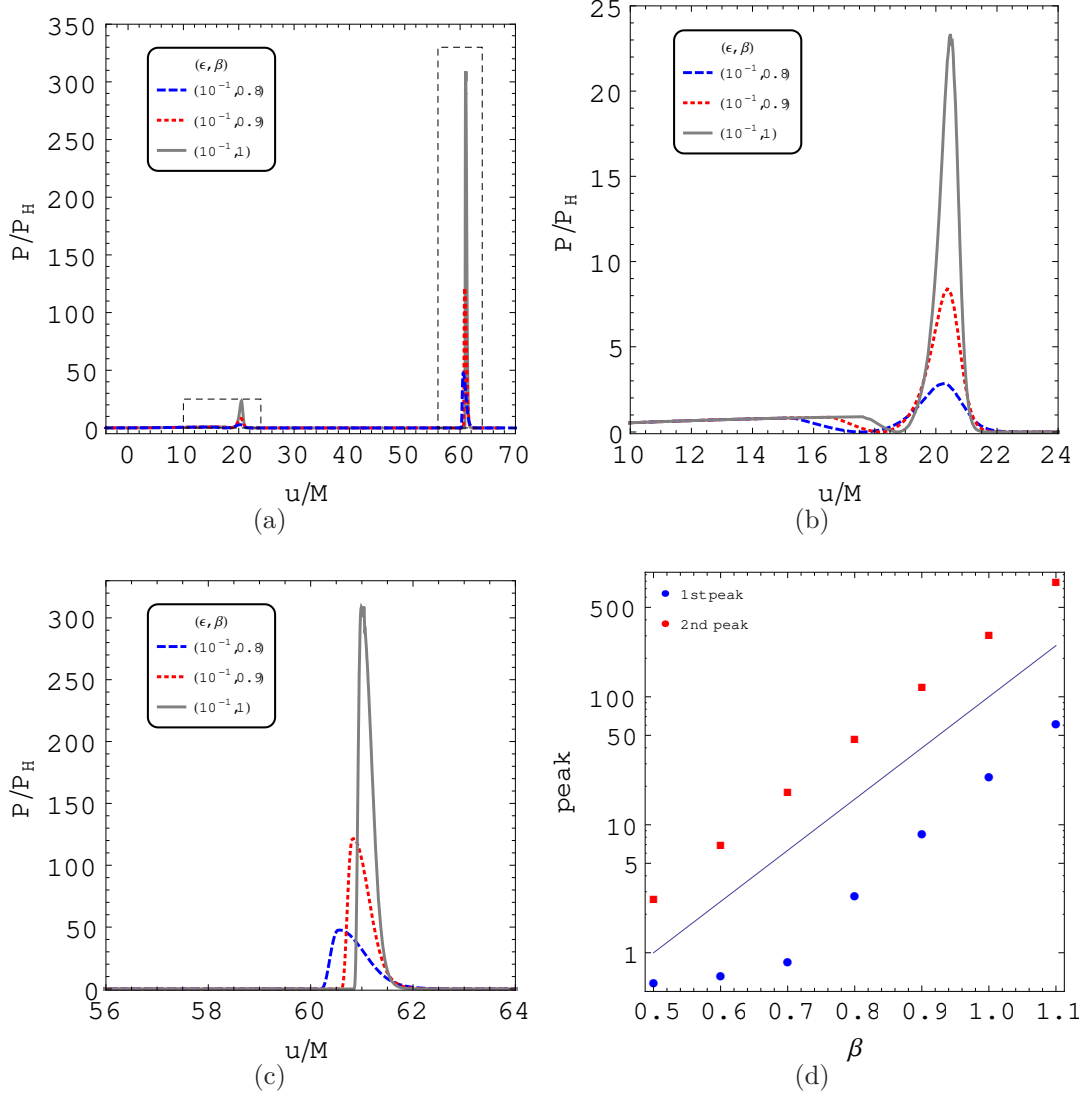 350
300
250
200
150
100
50
0
P/P_H
(ϵ, β)
(10⁻¹,0.8)
(10⁻¹,0.9)
(10⁻¹,1)
0 10 20 30 40 50 60 70
u/M
(a)
25
20
15
10
5
0
P/P_H
(ϵ, β)
(10⁻¹,0.8)
(10⁻¹,0.9)
(10⁻¹,1)
10 12 14 16 18 20 22 24
u/M
(b)
300
250
200
150
100
50
0
P/P_H
(ϵ, β)
(10⁻¹,0.8)
(10⁻¹,0.9)
(10⁻¹,1)
56 58 60 62 64
u/M
(c)
1st peak
2nd peak
500
100
50
10
5
1
peak
0.5 0.6 0.7 0.8 0.9 1.0 1.1
β
(d)